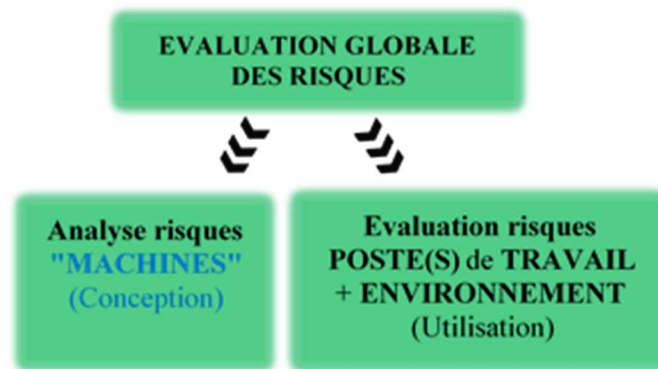 EVALUATION GLOBALE
DES RISQUES
Analyse risques
"MACHINES"
(Conception)
Evaluation risques
POSTE(S) de TRAVAIL
+ ENVIRONNEMENT
(Utilisation)